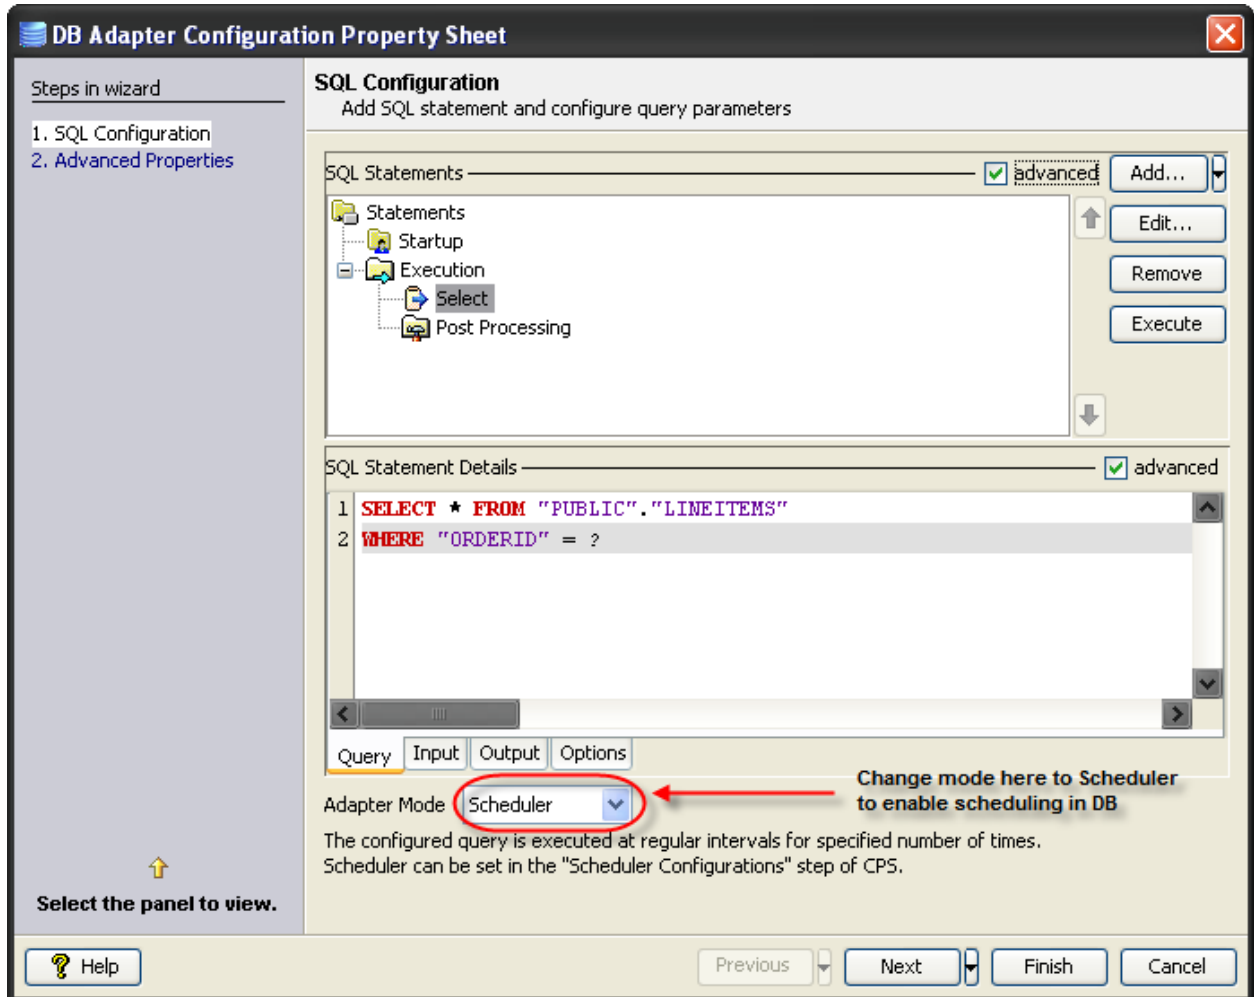 DB Adapter Configuration Property Sheet
Steps in wizard
1. SQL Configuration
2. Advanced Properties
SQL Configuration
Add SQL statement and configure query parameters
SQL Statements
advanced
Add...
Statements
Startup
Execution
Select
Post Processing
Edit...
Remove
Execute
SQL Statement Details
advanced
1 SELECT * FROM "PUBLIC"."LINEITEMS"
2 WHERE "ORDERID" = ?
Query Input Output Options
Adapter Mode Scheduler
Change mode here to Scheduler
to enable scheduling in DB
The configured query is executed at regular intervals for specified number of times.
Scheduler can be set in the "Scheduler Configurations" step of CPS.
Select the panel to view.
Help
Previous
Next
Finish
Cancel